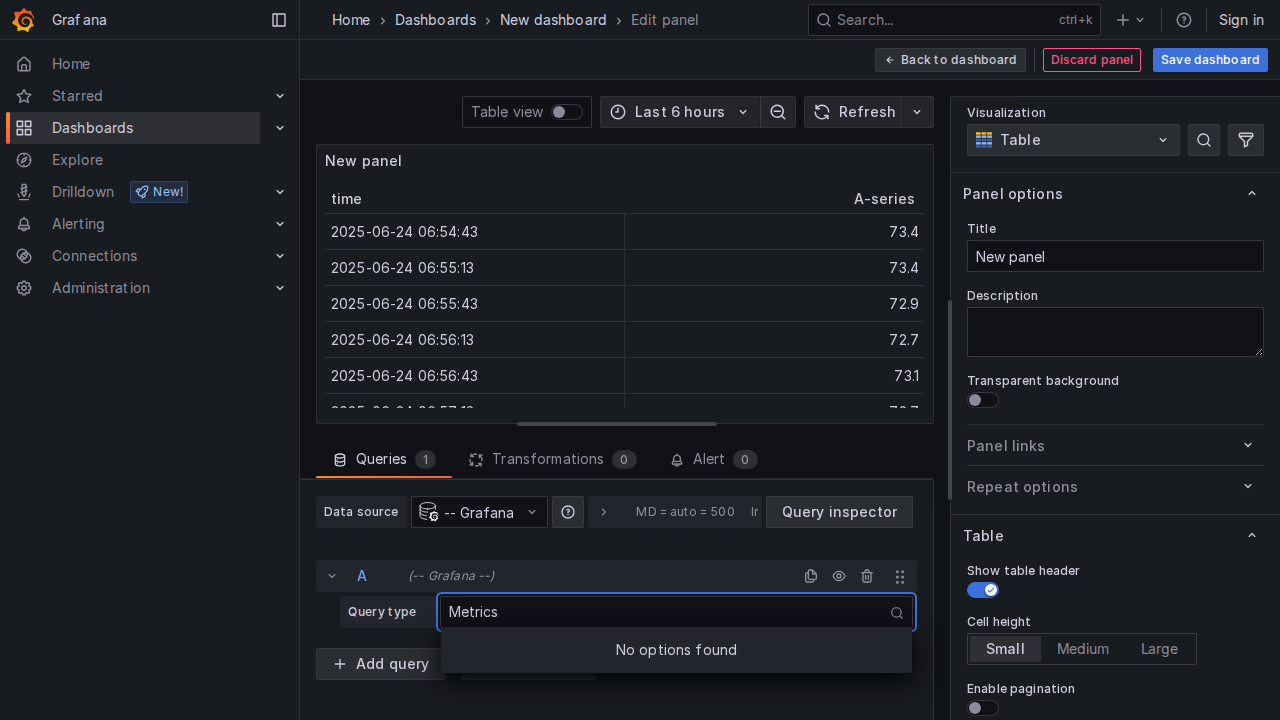 Grafana
Home
Dashboards
New dashboard
Edit panel
Search...
ctrl+k
Sign in
Back to dashboard
Discard panel
Save dashboard
Home
Starred
Dashboards
Explore
Drilldown
New!
Alerting
Connections
Administration
Table view
Last 6 hours
Refresh
New panel
time
A-series
2025-06-24 06:54:43
73.4
2025-06-24 06:55:13
73.4
2025-06-24 06:55:43
72.9
2025-06-24 06:56:13
72.7
2025-06-24 06:56:43
73.1
Queries
1
Transformations
0
Alert
0
Data source
-- Grafana
MD = auto = 500
Query inspector
A
(-- Grafana --)
Query type
Metrics
No options found
Add query
Visualization
Table
Panel options
Title
New panel
Description
Transparent background
Panel links
Repeat options
Table
Show table header
Cell height
Small
Medium
Large
Enable pagination